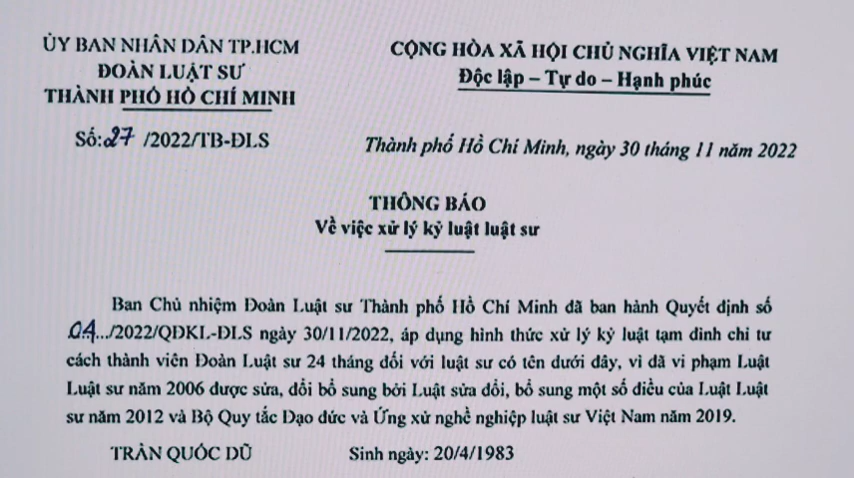 ỦY BAN NHÂN DÂN TP.HCM
ĐOÀN LUẬT SƯ
THÀNH PHỐ HỒ CHÍ MINH
CỘNG HÒA XÃ HỘI CHỦ NGHĨA VIỆT NAM
Độc lập – Tự do – Hạnh phúc
Số:27 /2022/TB-ĐLS
Thành phố Hồ Chí Minh, ngày 30 tháng 11 năm 2022
THÔNG BÁO
Về việc xử lý kỷ luật luật sư
Ban Chủ nhiệm Đoàn Luật sư Thành phố Hồ Chí Minh đã ban hành Quyết định số
04.../2022/QĐKL-ĐLS ngày 30/11/2022, áp dụng hình thức xử lý kỷ luật tạm đình chỉ tư
cách thành viên Đoàn Luật sư 24 tháng đối với luật sư có tên dưới đây, vì đã vi phạm Luật
Luật sư năm 2006 được sửa, đổi bổ sung bởi Luật sửa đổi, bổ sung một số điều của Luật Luật
sư năm 2012 và Bộ Quy tắc Đạo đức và Ứng xử nghề nghiệp luật sư Việt Nam năm 2019.
TRẦN QUỐC DŨ Sinh ngày: 20/4/1983